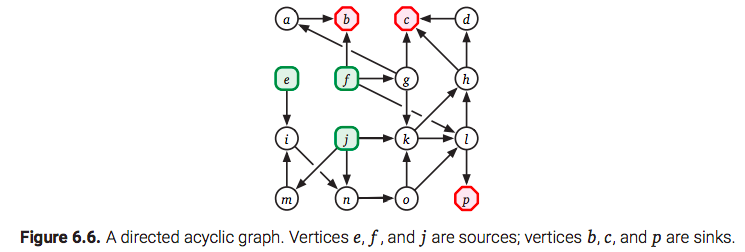 a b c d
e f g h
i j k l
m n o p
Figure 6.6. A directed acyclic graph. Vertices e, f, and j are sources; vertices b, c, and p are sinks.